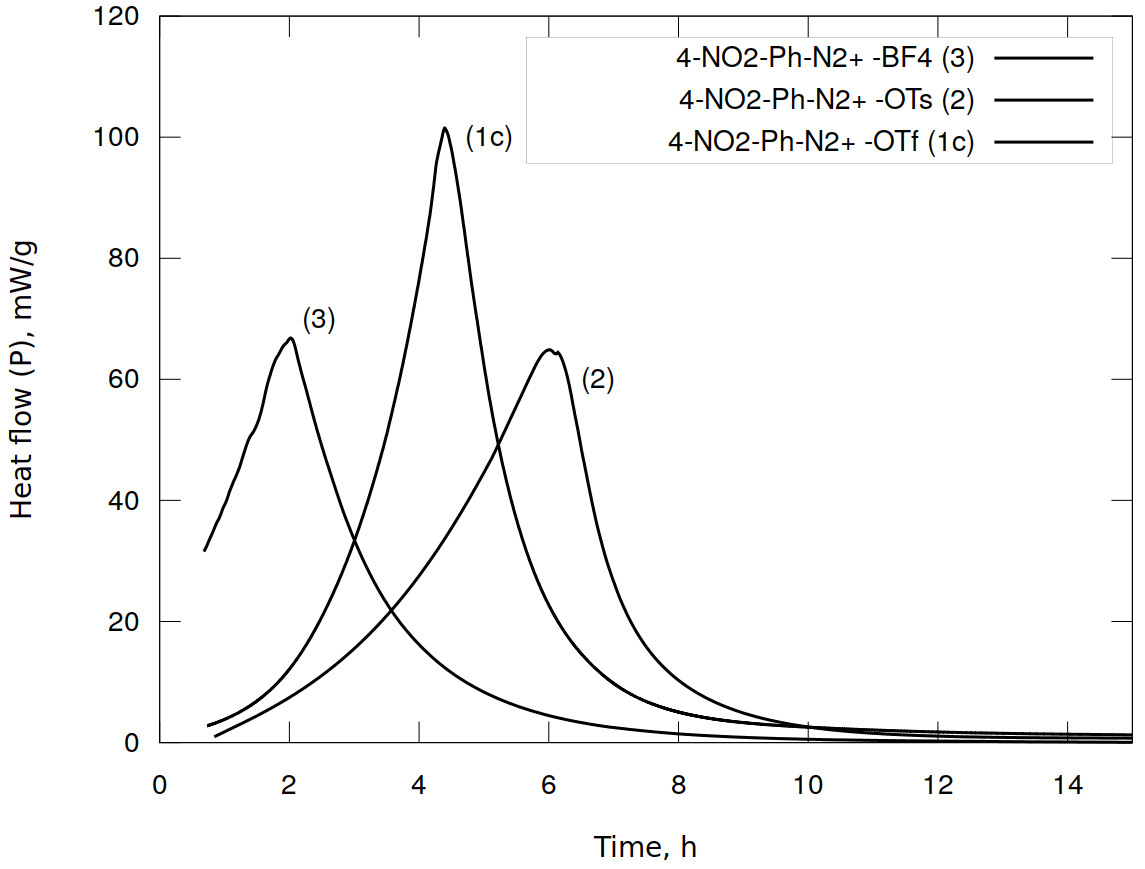 120
100
80
60
40
20
0
Heat flow (P), mW/g
4-NO2-Ph-N2+ -BF4 (3)
4-NO2-Ph-N2+ -OTs (2)
4-NO2-Ph-N2+ -OTf (1c)
(1c)
(3)
(2)
0 2 4 6 8 10 12 14
Time, h